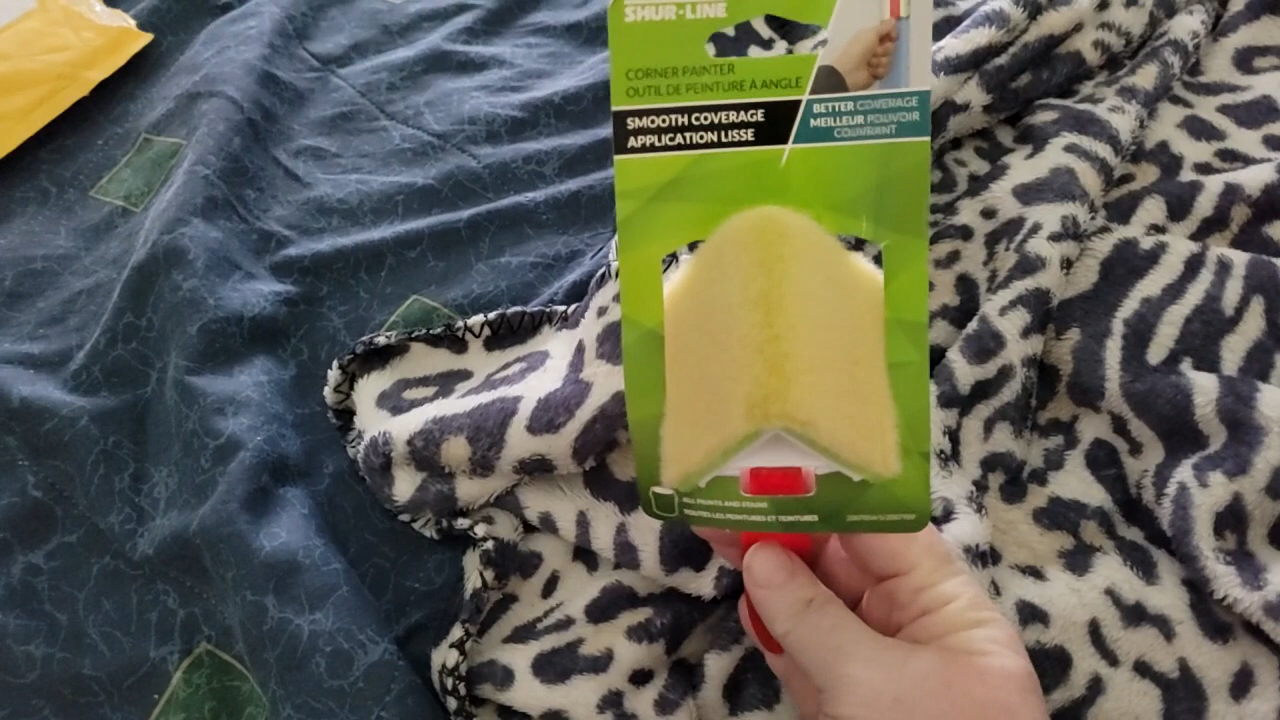 SHUR-LINE
CORNER PAINTER
OUTIL DE PEINTURE À ANGLE
SMOOTH COVERAGE
APPLICATION LISSE
BETTER COVERAGE
MEILLEUR POUVOIR
COUVRANT
ALL PAINTS AND STAINS
TOUTES LES PEINTURES ET TEINTURES